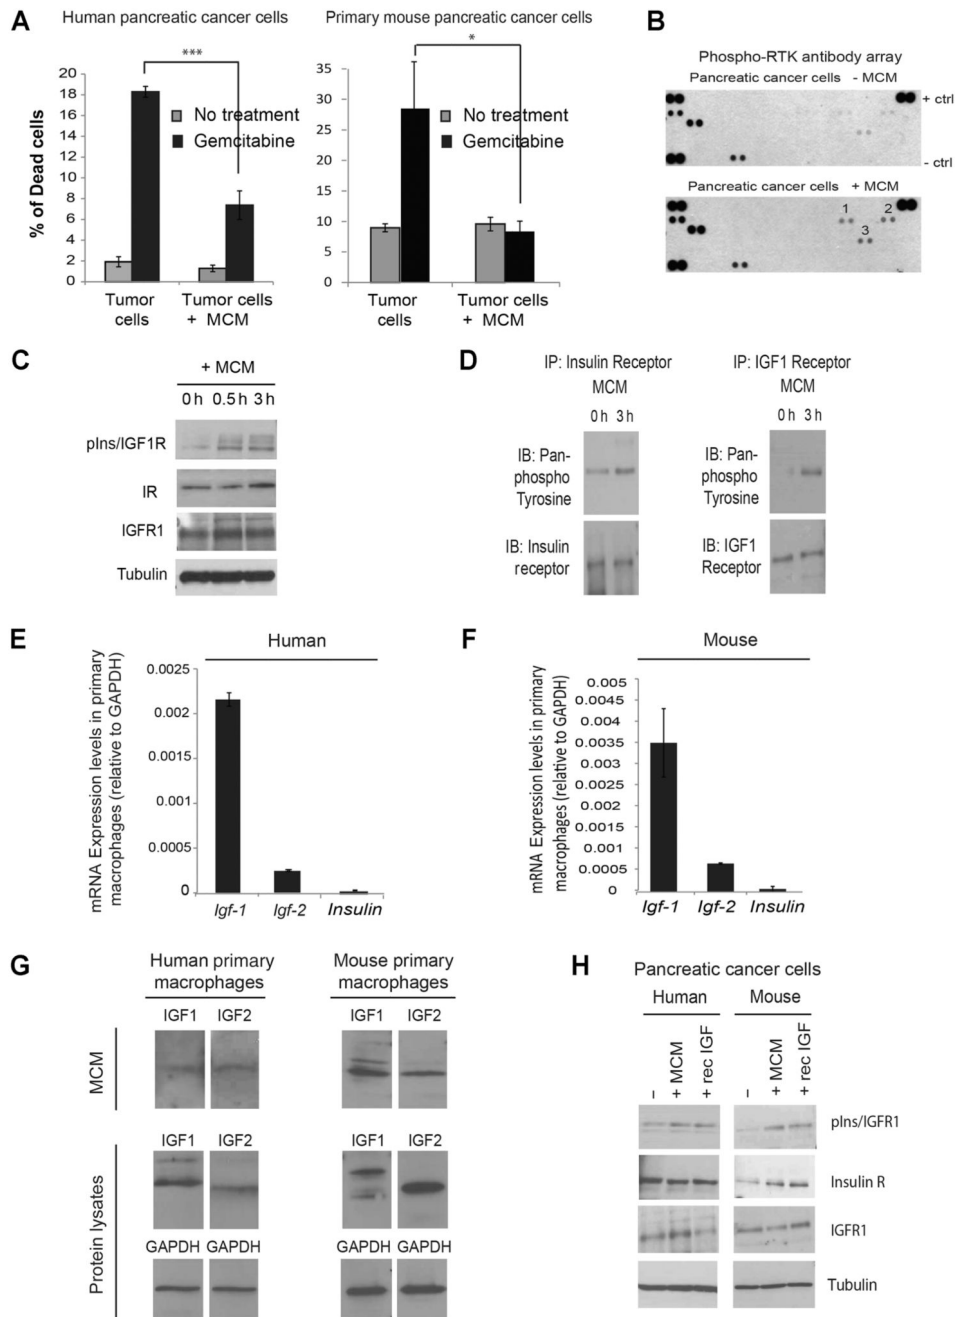 A
Human pancreatic cancer cells
***
% of Dead cells
20
18
16
14
12
10
8
6
4
2
0
No treatment
Gemcitabine
Tumor cells
Tumor cells + MCM
Primary mouse pancreatic cancer cells
*
35
30
25
20
15
10
5
0
No treatment
Gemcitabine
Tumor cells
Tumor cells + MCM
B
Phospho-RTK antibody array
Pancreatic cancer cells - MCM
+ ctrl
- ctrl
Pancreatic cancer cells + MCM
1
2
3
C
+ MCM
0 h 0.5 h 3 h
pIns/IGF1R
IR
IGFR1
Tubulin
D
IP: Insulin Receptor
MCM
0 h 3 h
IB: Pan-
phospho
Tyrosine
IB: Insulin
receptor
IP: IGF1 Receptor
MCM
0 h 3 h
IB: Pan-
phospho
Tyrosine
IB: IGF1
Receptor
E
Human
mRNA Expression levels in primary
macrophages (relative to GAPDH)
0.0025
0.002
0.0015
0.001
0.0005
0
Igf-1 Igf-2 Insulin
F
Mouse
mRNA Expression levels in primary
macrophages (relative to GAPDH)
0.005
0.0045
0.004
0.0035
0.003
0.0025
0.002
0.0015
0.001
0.0005
0
Igf-1 Igf-2 Insulin
G
Human primary
macrophages
Mouse primary
macrophages
MCM
IGF1 IGF2
IGF1 IGF2
Protein lysates
IGF1 IGF2
IGF1 IGF2
GAPDH GAPDH
GAPDH GAPDH
H
Pancreatic cancer cells
Human
Mouse
-
+ MCM
+ rec IGF
-
+ MCM
+ rec IGF
pIns/IGFR1
Insulin R
IGFR1
Tubulin